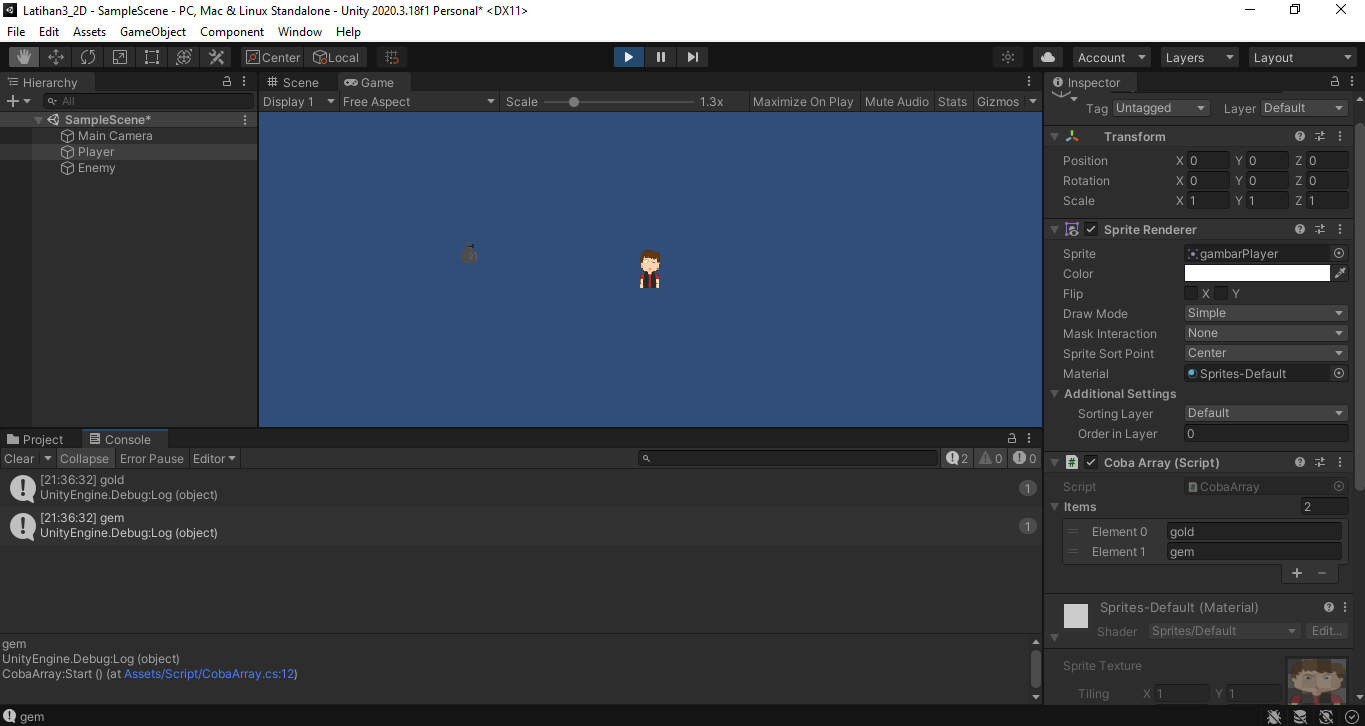 Latihan3_2D - SampleScene - PC, Mac & Linux Standalone - Unity 2020.3.18f1 Personal* <DX11>
File Edit Assets GameObject Component Window Help
Center Local Account Layers Layout
Hierarchy
All
SampleScene*
Main Camera
Player
Enemy
Scene Game
Display 1 Free Aspect Scale 1.3x Maximize On Play Mute Audio Stats Gizmos
Project Console
Clear Collapse Error Pause Editor 2 0 0
[21:36:32] gold
UnityEngine.Debug:Log (object)
1
[21:36:32] gem
UnityEngine.Debug:Log (object)
1
gem
UnityEngine.Debug:Log (object)
CobaArray:Start () (at Assets/Script/CobaArray.cs:12)
gem
Inspector
Tag Untagged Layer Default
Transform
Position X 0 Y 0 Z 0
Rotation X 0 Y 0 Z 0
Scale X 1 Y 1 Z 1
Sprite Renderer
Sprite gambarPlayer
Color
Flip X Y
Draw Mode Simple
Mask Interaction None
Sprite Sort Point Center
Material Sprites-Default
Additional Settings
Sorting Layer Default
Order in Layer 0
# Coba Array (Script)
Script CobaArray
Items 2
Element 0 gold
Element 1 gem
+ −
Sprites-Default (Material)
Shader Sprites/Default Edit...
Sprite Texture
Tiling X 1 Y 1